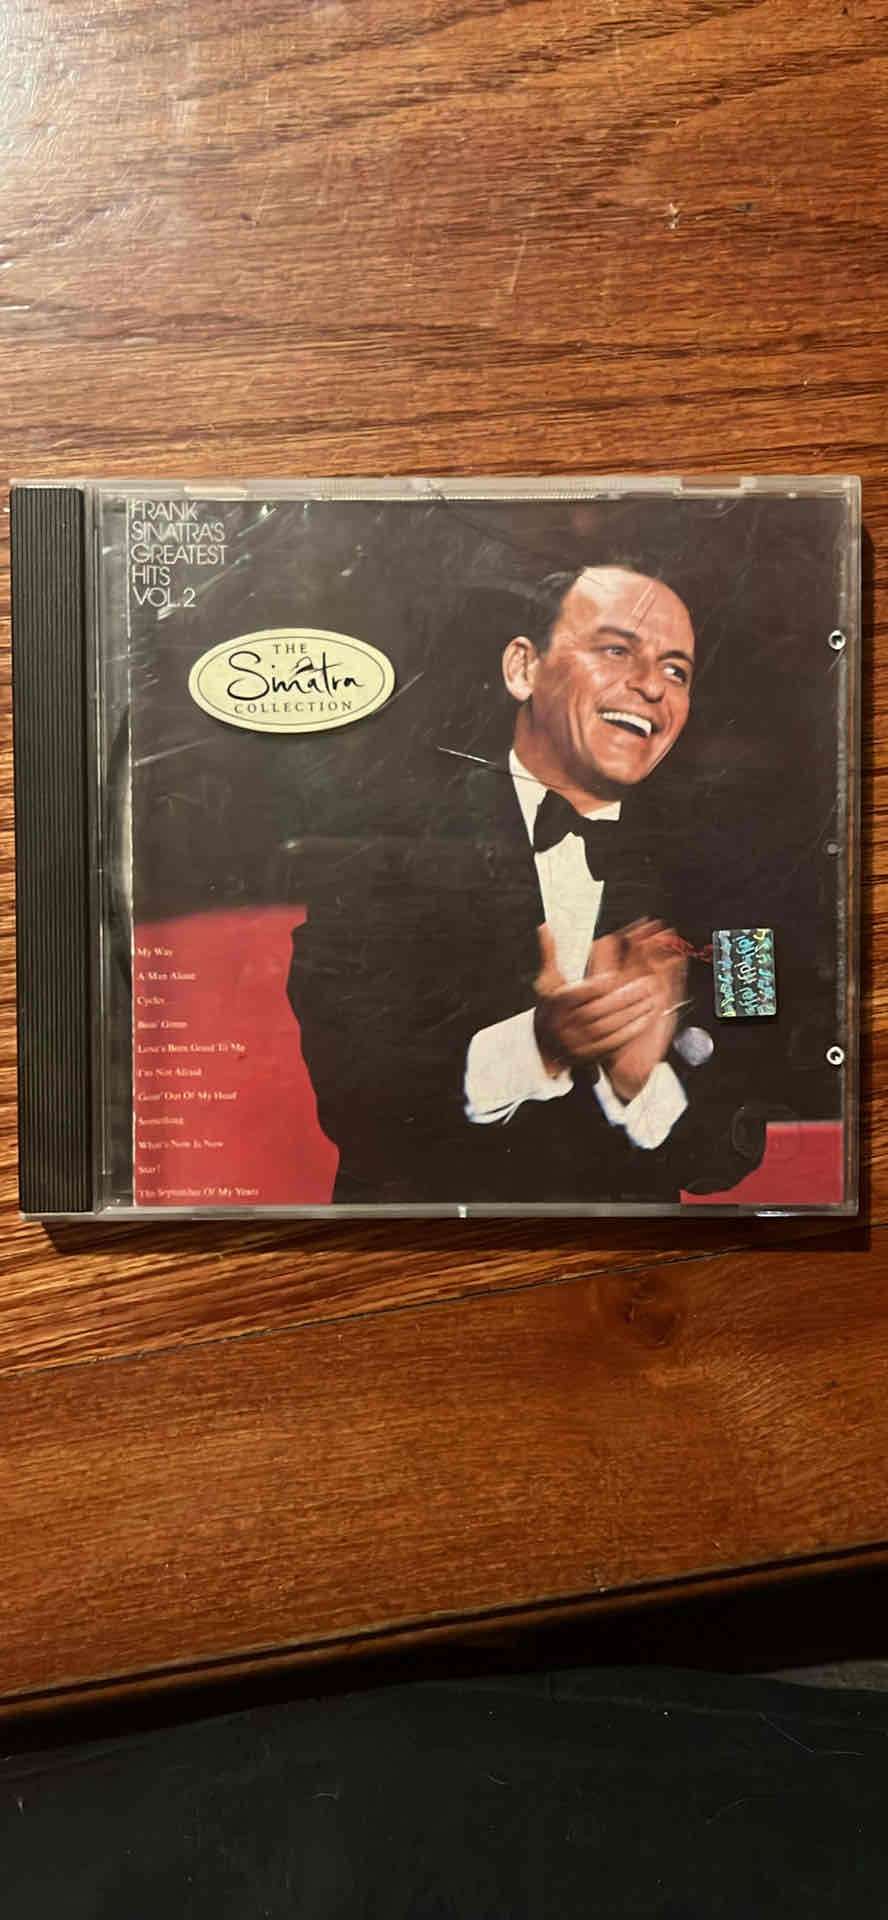 FRANK
SINATRA'S
GREATEST
HITS
VOL.2
THE
Sinatra
COLLECTION
My Way
A Man Alone
Cycles
Bein' Green
Love's Been Good To Me
I'm Not Afraid
Goin' Out Of My Head
Something
What's Now Is Now
Star!
The September Of My Years